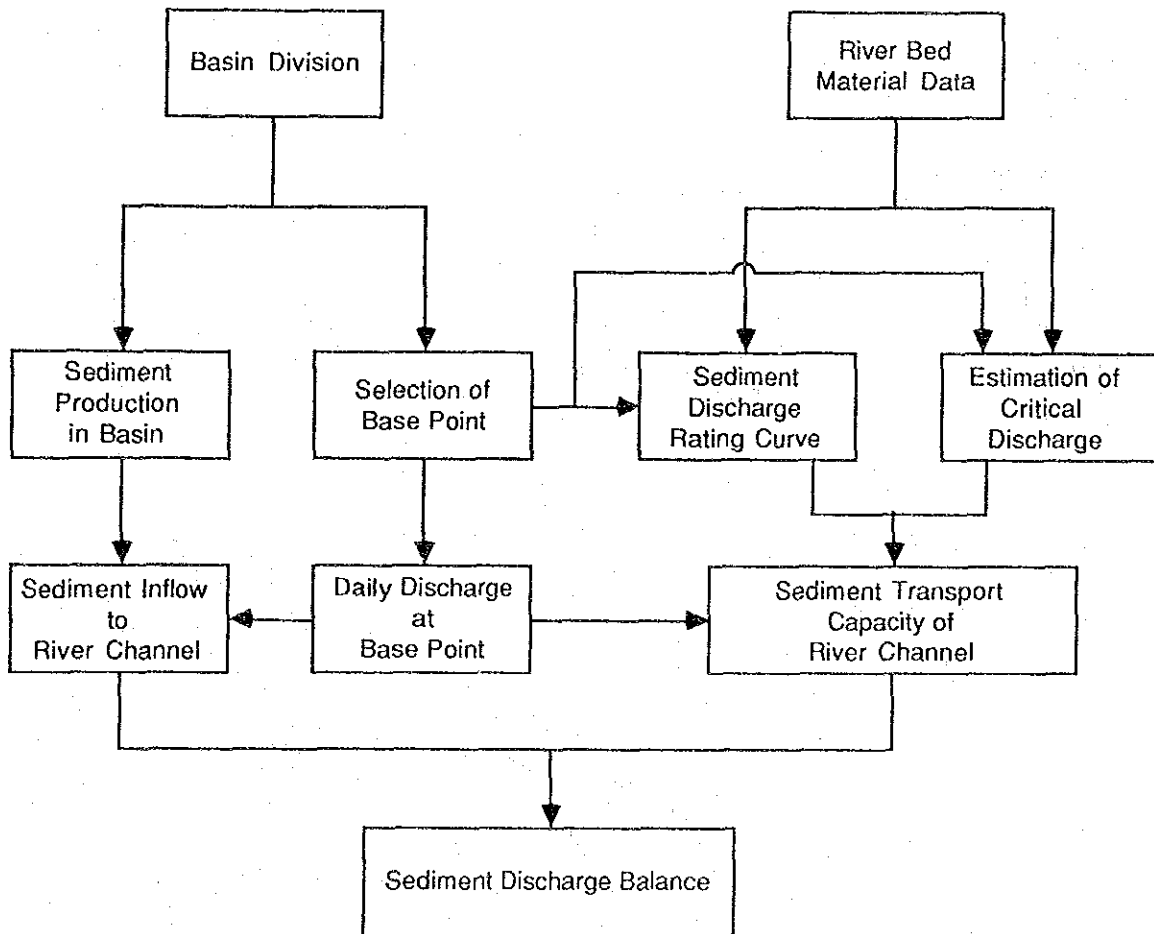 Basin Division
River Bed
Material Data
Sediment
Production
in Basin
Selection of
Base Point
Sediment
Discharge
Rating Curve
Estimation of
Critical
Discharge
Sediment Inflow
to
River Channel
Daily Discharge
at
Base Point
Sediment Transport
Capacity of
River Channel
Sediment Discharge Balance